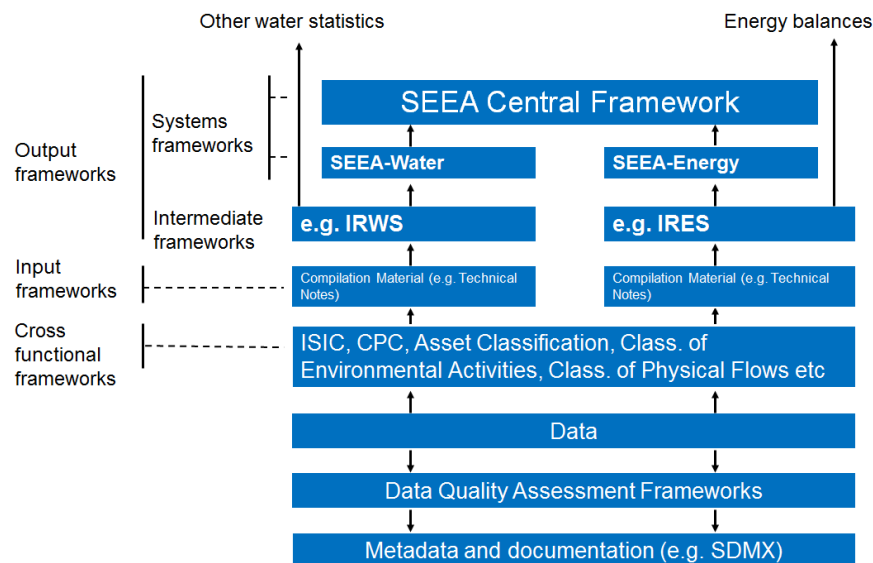 Other water statistics
Energy balances
SEEA Central Framework
Systems
frameworks
Output
frameworks
SEEA-Water
SEEA-Energy
Intermediate
frameworks
e.g. IRWS
e.g. IRES
Input
frameworks
Compilation Material (e.g. Technical
Notes)
Compilation Material (e.g. Technical
Notes)
Cross
functional
frameworks
ISIC, CPC, Asset Classification, Class. of
Environmental Activities, Class. of Physical Flows etc
Data
Data Quality Assessment Frameworks
Metadata and documentation (e.g. SDMX)